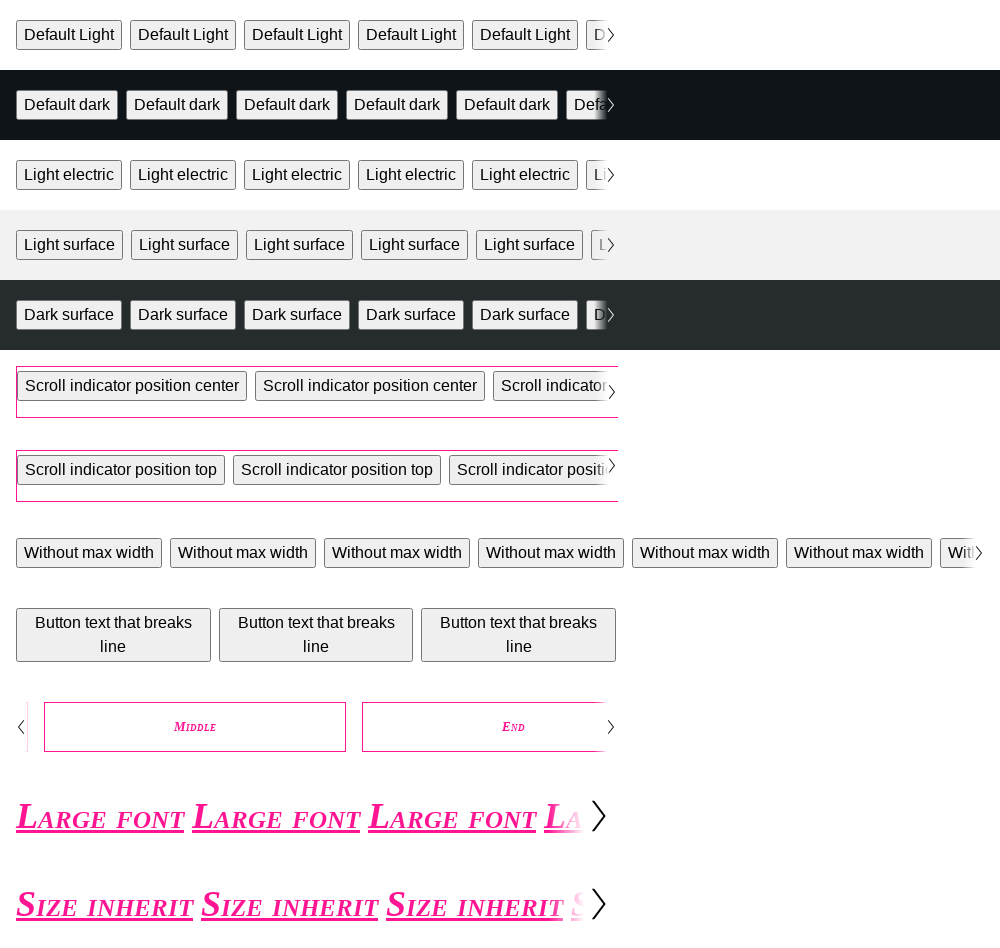 Default Light Default Light Default Light Default Light Default Light D
Default dark Default dark Default dark Default dark Default dark Defa
Light electric Light electric Light electric Light electric Light electric Li
Light surface Light surface Light surface Light surface Light surface L
Dark surface Dark surface Dark surface Dark surface Dark surface D
Scroll indicator position center Scroll indicator position center Scroll indicator
Scroll indicator position top Scroll indicator position top Scroll indicator positi
Without max width Without max width Without max width Without max width Without max width Without max width With
Button text that breaks line Button text that breaks line Button text that breaks line
Middle End
Large font Large font Large font La
Size inherit Size inherit Size inherit S